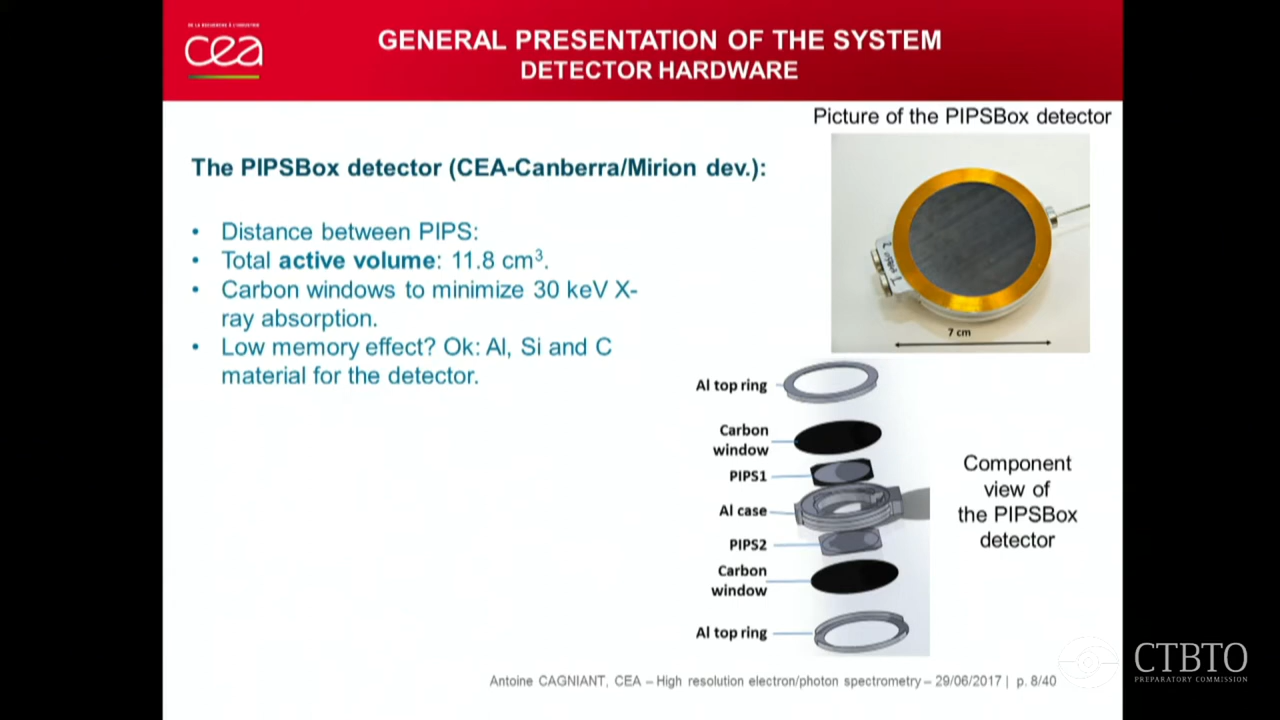 DE LA RECHERCHE À L'INDUSTRIE
cea
GENERAL PRESENTATION OF THE SYSTEM
DETECTOR HARDWARE
Picture of the PIPSBox detector
The PIPSBox detector (CEA-Canberra/Mirion dev.):
• Distance between PIPS:
• Total active volume: 11.8 cm³.
• Carbon windows to minimize 30 keV X-
ray absorption.
• Low memory effect? Ok: Al, Si and C
material for the detector.
7 cm
Al top ring
Carbon
window
PIPS1
Al case
PIPS2
Carbon
window
Al top ring
Component
view of
the PIPSBox
detector
Antoine CAGNIANT, CEA – High resolution electron/photon spectrometry – 29/06/2017 | p. 8/40
CTBTO
PREPARATORY COMMISSION